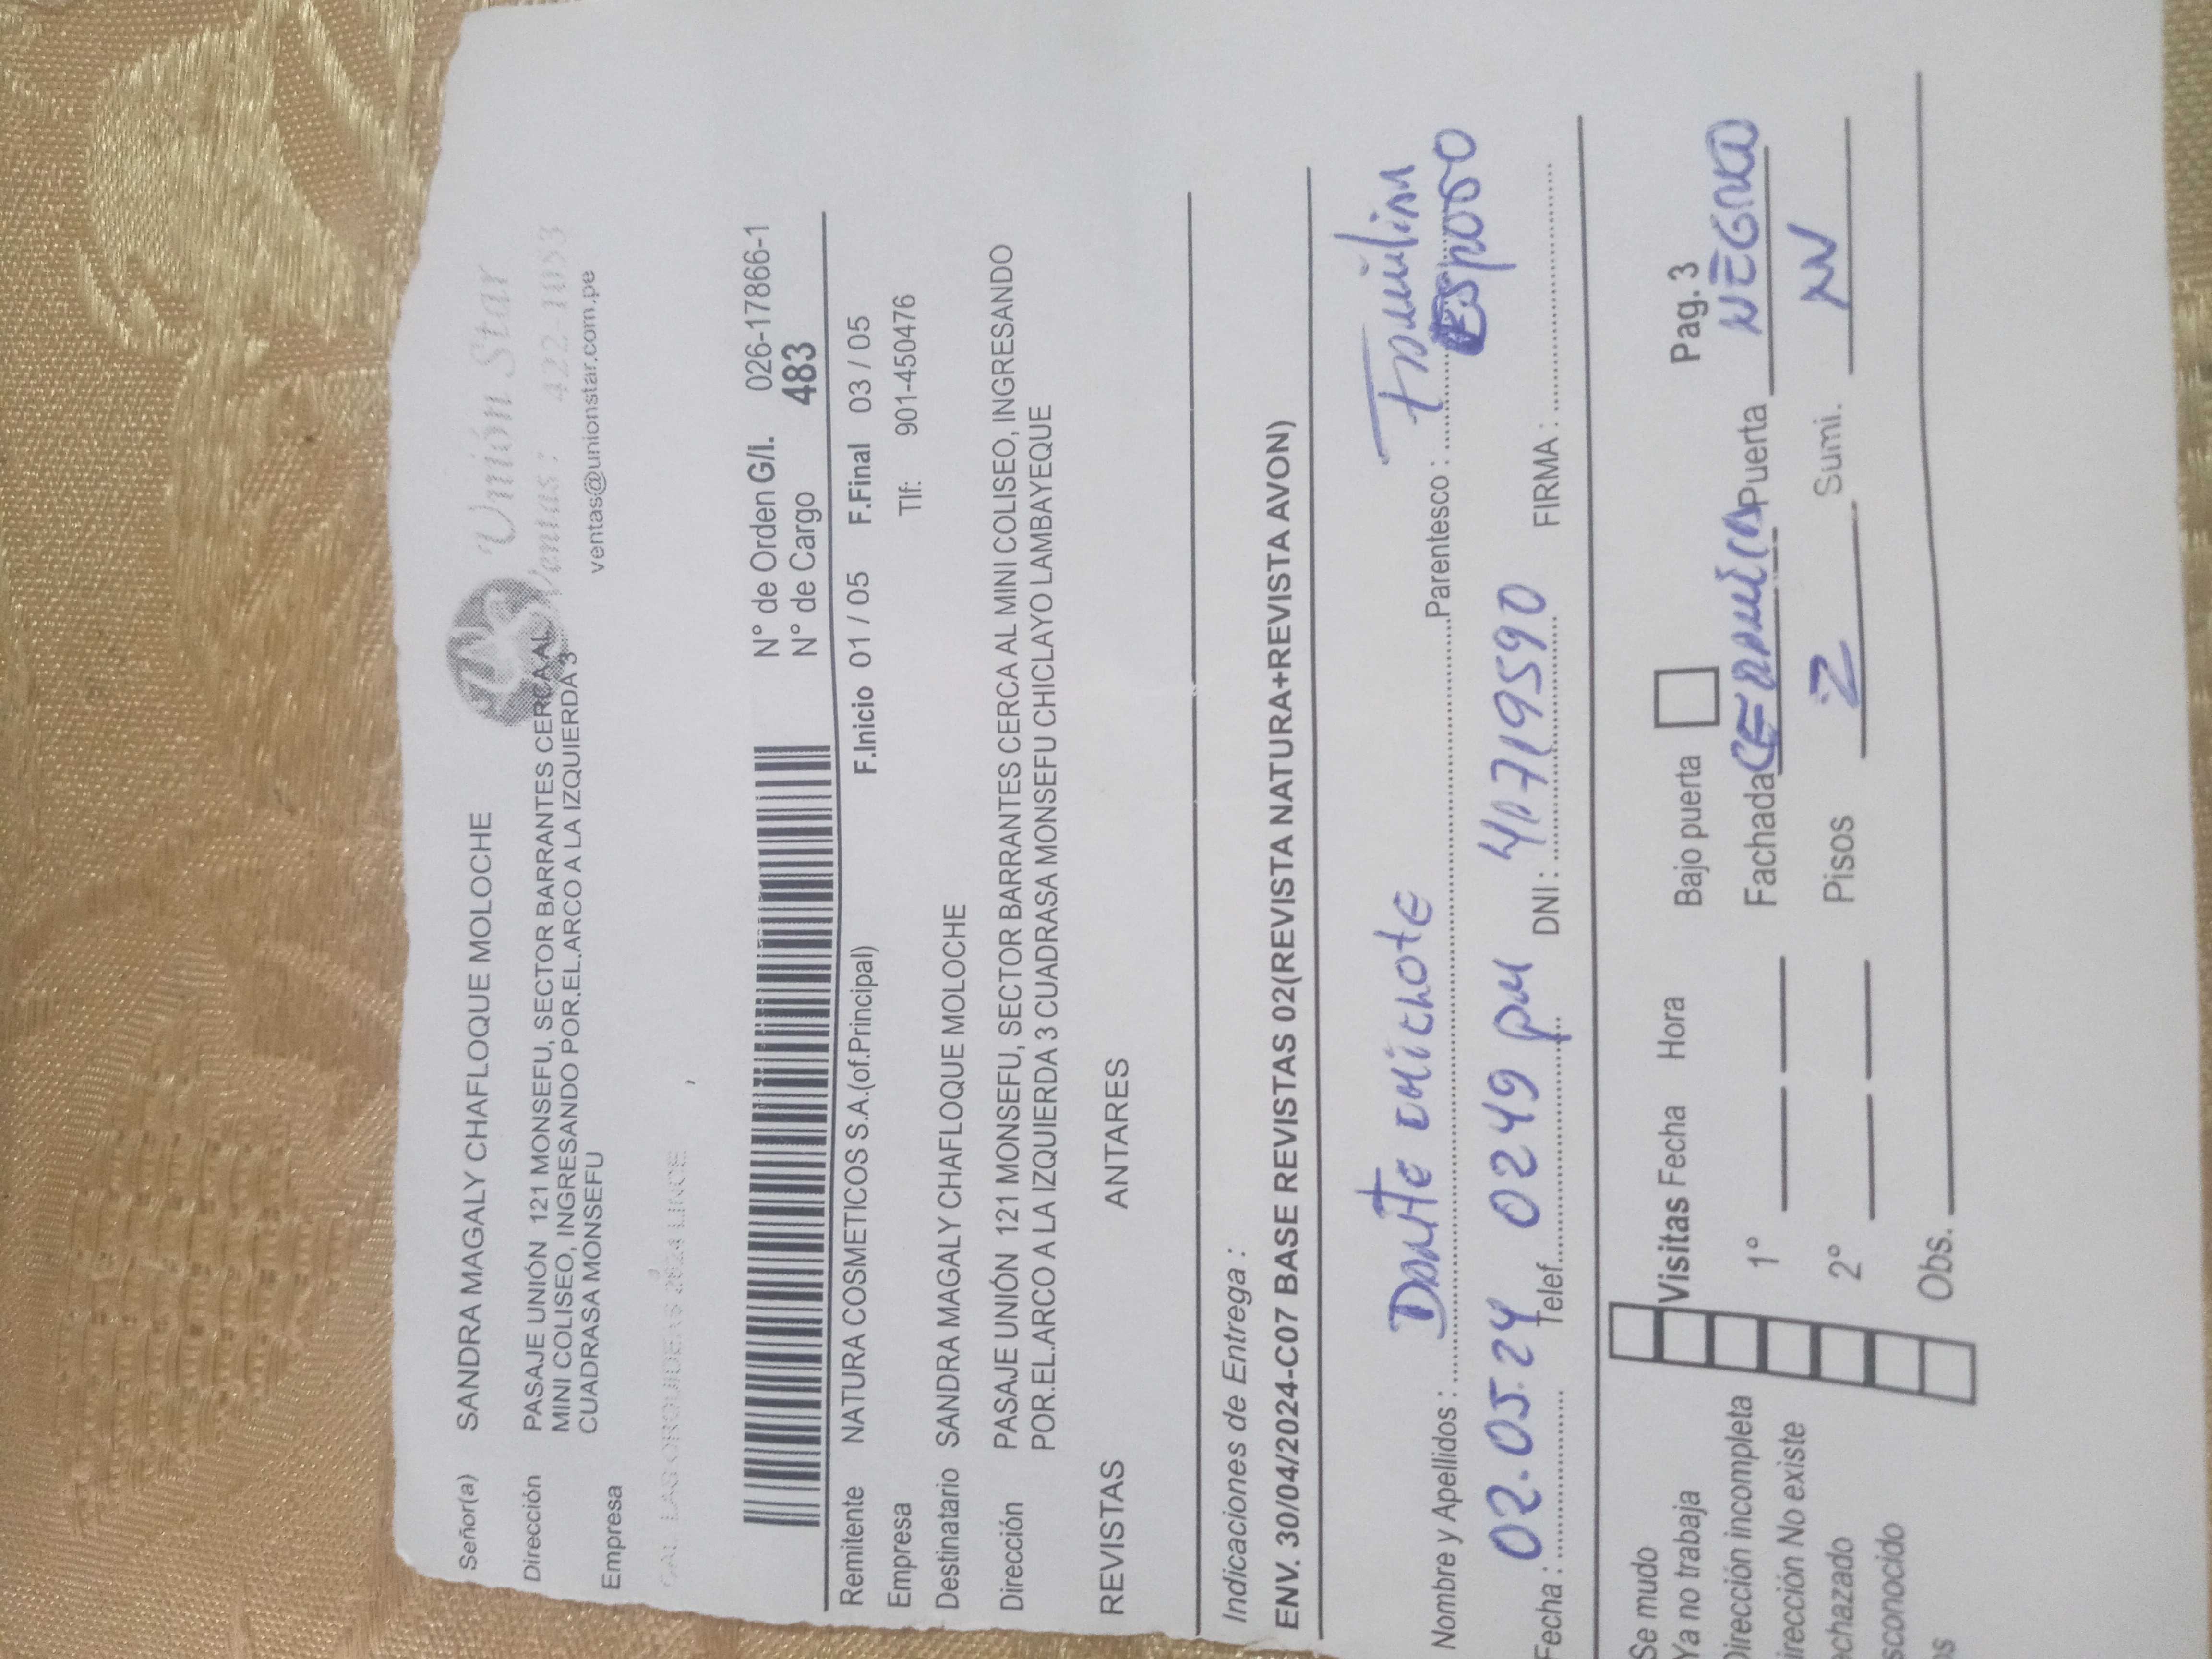 Unión Star
Ventas: 422-1053
ventas@unionstar.com.pe
Señor(a) SANDRA MAGALY CHAFLOQUE MOLOCHE
Dirección PASAJE UNIÓN 121 MONSEFU, SECTOR BARRANTES CERCA AL
MINI COLISEO, INGRESANDO POR.EL.ARCO A LA IZQUIERDA 3
CUADRASA MONSEFU
Empresa
N° de Orden G/I. 026-17866-1
N° de Cargo 483
Remitente NATURA COSMETICOS S.A.(of.Principal) F.Inicio 01 / 05 F.Final 03 / 05
Empresa Tlf: 901-450476
Destinatario SANDRA MAGALY CHAFLOQUE MOLOCHE
Dirección PASAJE UNIÓN 121 MONSEFU, SECTOR BARRANTES CERCA AL MINI COLISEO, INGRESANDO
POR.EL.ARCO A LA IZQUIERDA 3 CUADRASA MONSEFU CHICLAYO LAMBAYEQUE
REVISTAS ANTARES
Indicaciones de Entrega :
ENV. 30/04/2024-C07 BASE REVISTAS 02(REVISTA NATURA+REVISTA AVON)
Nombre y Apellidos : Dante Parentesco : Familiar
Esposo
Fecha : 02.05.24 Telef. 0249 pm DNI : 41719590 FIRMA :
Se mudo
Ya no trabaja
Dirección incompleta
irección No existe
echazado
sconocido
os
Visitas Fecha Hora Bajo puerta Pag. 3
1° Fachada CERAMICA Puerta NEGRA
2° Pisos 2 Sumi. N
Obs.